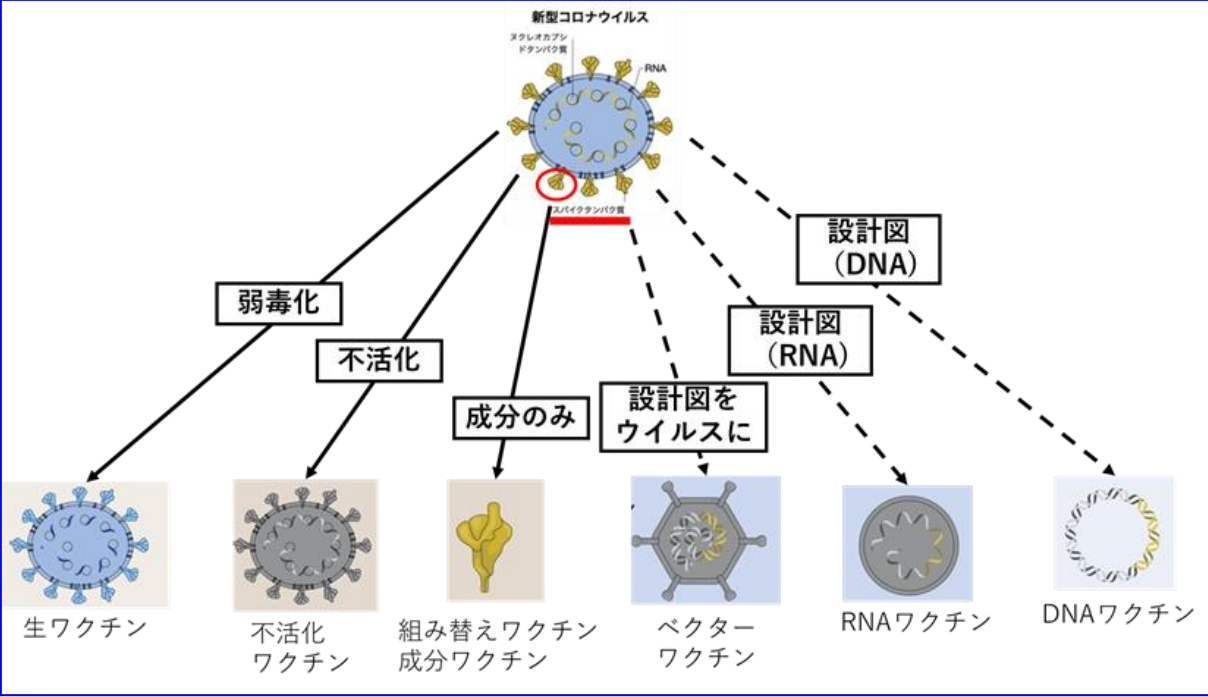 新型コロナウイルス
ヌクレオカプシ
ドタンパク質
RNA
スパイクタンパク質
設計図
（DNA）
弱毒化
設計図
（RNA）
不活化
成分のみ
設計図を
ウイルスに
生ワクチン
不活化
ワクチン
組み替えワクチン
成分ワクチン
ベクター
ワクチン
RNAワクチン
DNAワクチン